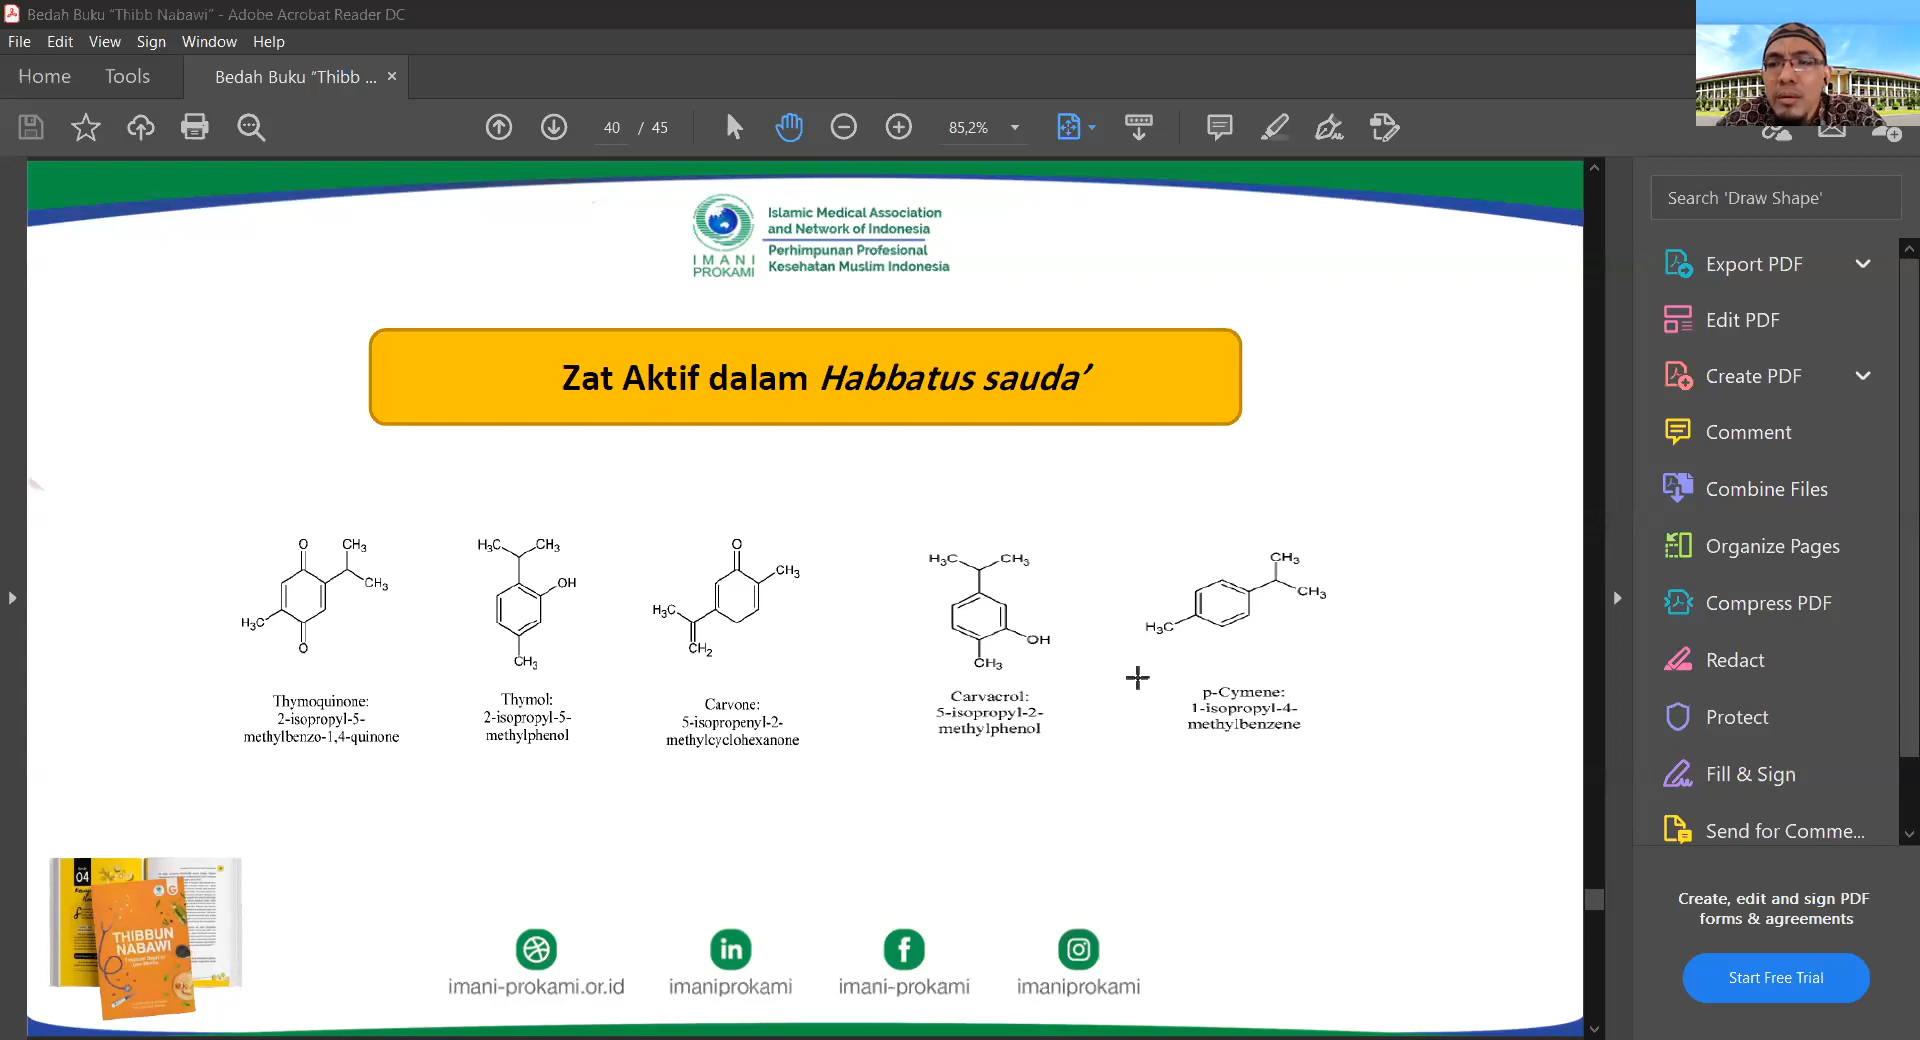 Bedah Buku “Thibb Nabawi” - Adobe Acrobat Reader DC
File Edit View Sign Window Help
Home Tools Bedah Buku “Thibb ... ×
40 / 45 85,2%
Search 'Draw Shape'
Export PDF
Edit PDF
Create PDF
Comment
Combine Files
Organize Pages
Compress PDF
Redact
Protect
Fill & Sign
Send for Comme...
Create, edit and sign PDF
forms & agreements
Start Free Trial
IMANI
PROKAMI
Islamic Medical Association
and Network of Indonesia
Perhimpunan Profesional
Kesehatan Muslim Indonesia
Zat Aktif dalam Habbatus sauda’
O CH₃
CH₃
H₃C
O
Thymoquinone:
2-isopropyl-5-
methylbenzo-1,4-quinone
H₃C CH₃
OH
CH₃
Thymol:
2-isopropyl-5-
methylphenol
O
CH₃
H₃C
CH₂
Carvone:
5-isopropenyl-2-
methylcyclohexanone
H₃C CH₃
OH
CH₃
Carvacrol:
5-isopropyl-2-
methylphenol
CH₃
CH₃
H₃C
p-Cymene:
1-isopropyl-4-
methylbenzene
04
THIBBUN
NABAWI
imani-prokami.or.id
imaniprokami
imani-prokami
imaniprokami